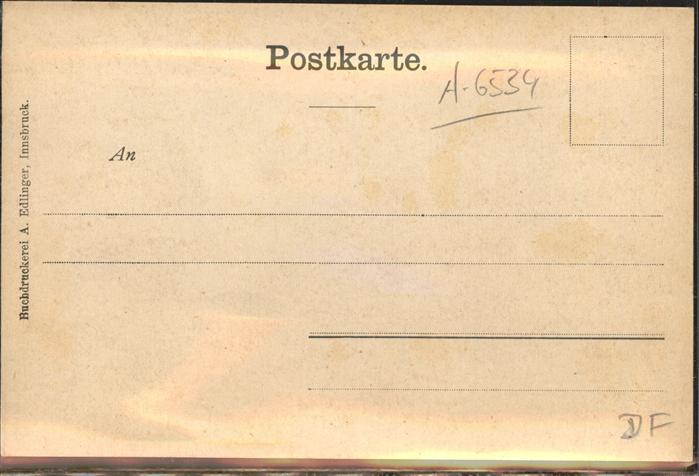 Postkarte.
A-6534
An
Buchdruckerei A. Edlinger, Innsbruck.
DF